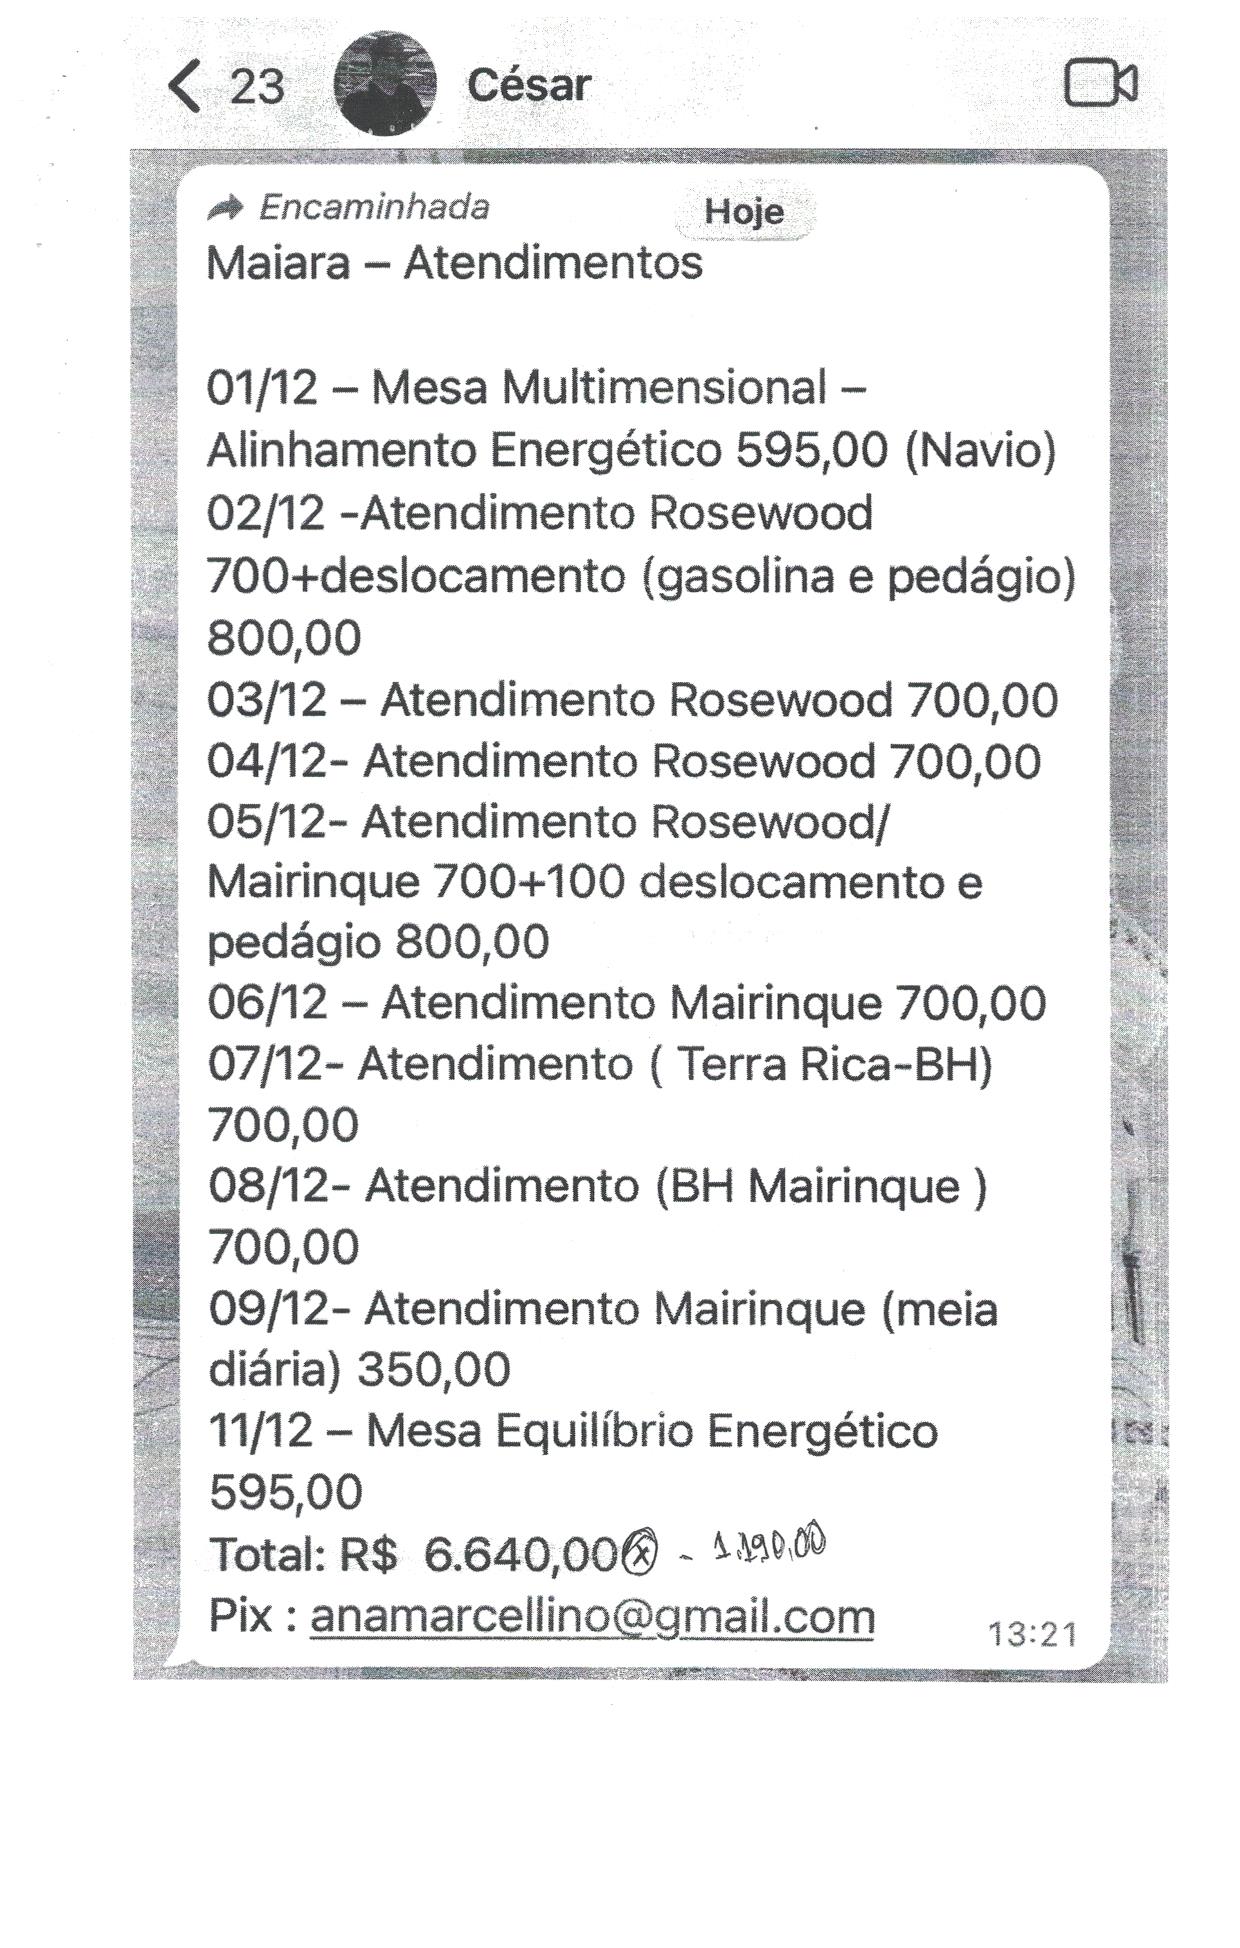 23 César
Encaminhada
Hoje
Maiara – Atendimentos
01/12 – Mesa Multimensional –
Alinhamento Energético 595,00 (Navio)
02/12 -Atendimento Rosewood
700+deslocamento (gasolina e pedágio)
800,00
03/12 – Atendimento Rosewood 700,00
04/12- Atendimento Rosewood 700,00
05/12- Atendimento Rosewood/
Mairinque 700+100 deslocamento e
pedágio 800,00
06/12 – Atendimento Mairinque 700,00
07/12- Atendimento ( Terra Rica-BH)
700,00
08/12- Atendimento (BH Mairinque )
700,00
09/12- Atendimento Mairinque (meia
diária) 350,00
11/12 – Mesa Equilíbrio Energético
595,00
Total: R$ 6.640,00 - 1.190,00
Pix : anamarcellino@gmail.com
13:21